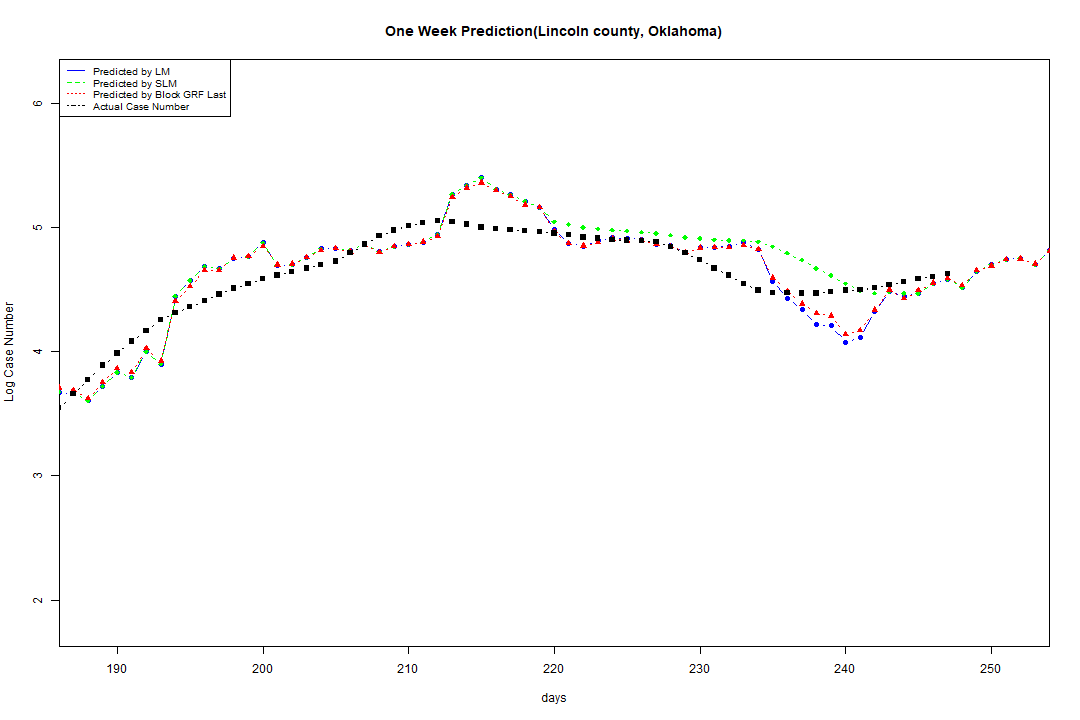 One Week Prediction(Lincoln county, Oklahoma)
Predicted by LM
Predicted by SLM
Predicted by Block GRF Last
Actual Case Number
6
5
4
3
2
Log Case Number
190 200 210 220 230 240 250
days